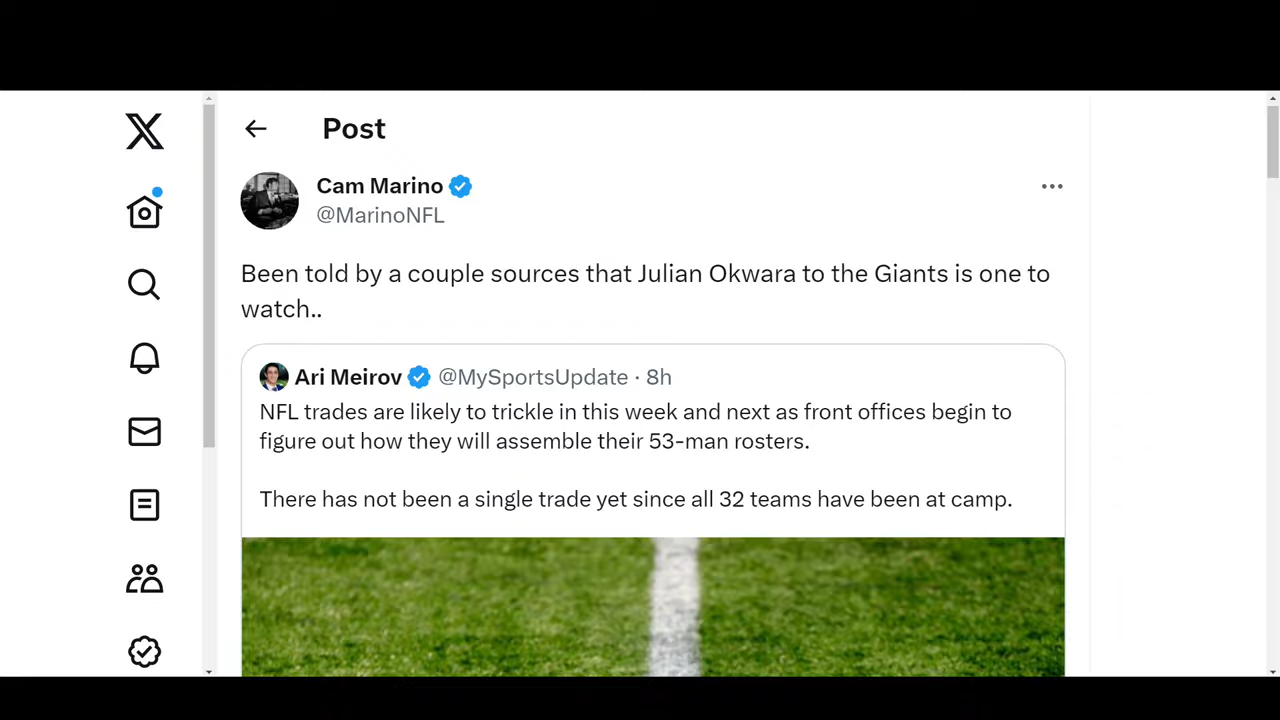 Post
Cam Marino
@MarinoNFL
Been told by a couple sources that Julian Okwara to the Giants is one to
watch..
Ari Meirov @MySportsUpdate · 8h
NFL trades are likely to trickle in this week and next as front offices begin to
figure out how they will assemble their 53-man rosters.
There has not been a single trade yet since all 32 teams have been at camp.